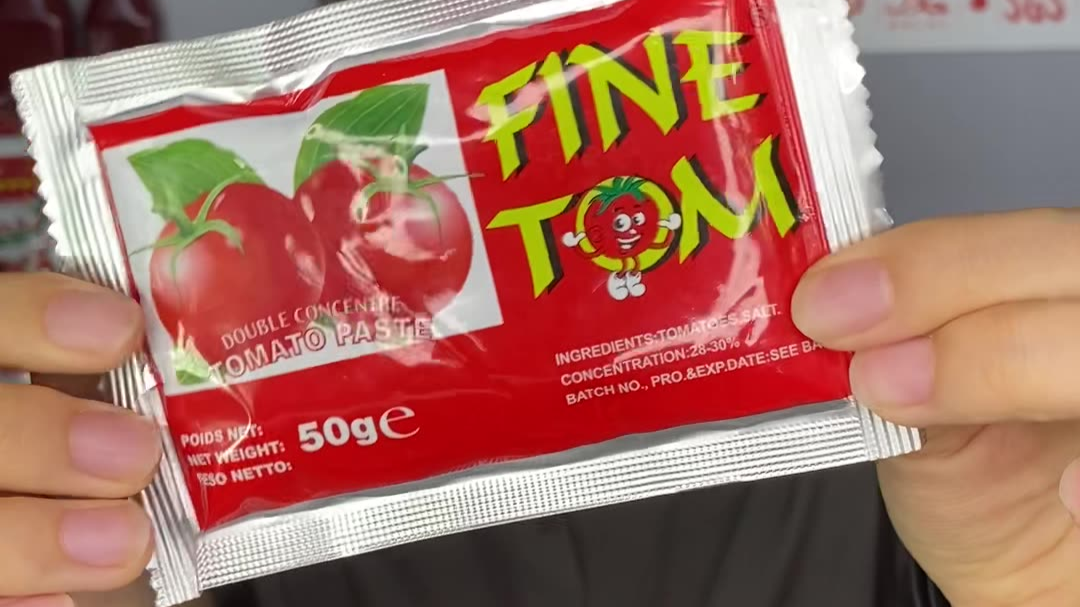 FINE
TOM
DOUBLE CONCENTRE
TOMATO PASTE
INGREDIENTS:TOMATOES,SALT.
CONCENTRATION:28-30%
BATCH NO., PRO.&EXP.DATE:SEE
POIDS NET:
NET WEIGHT:
PESO NETTO:
50g℮